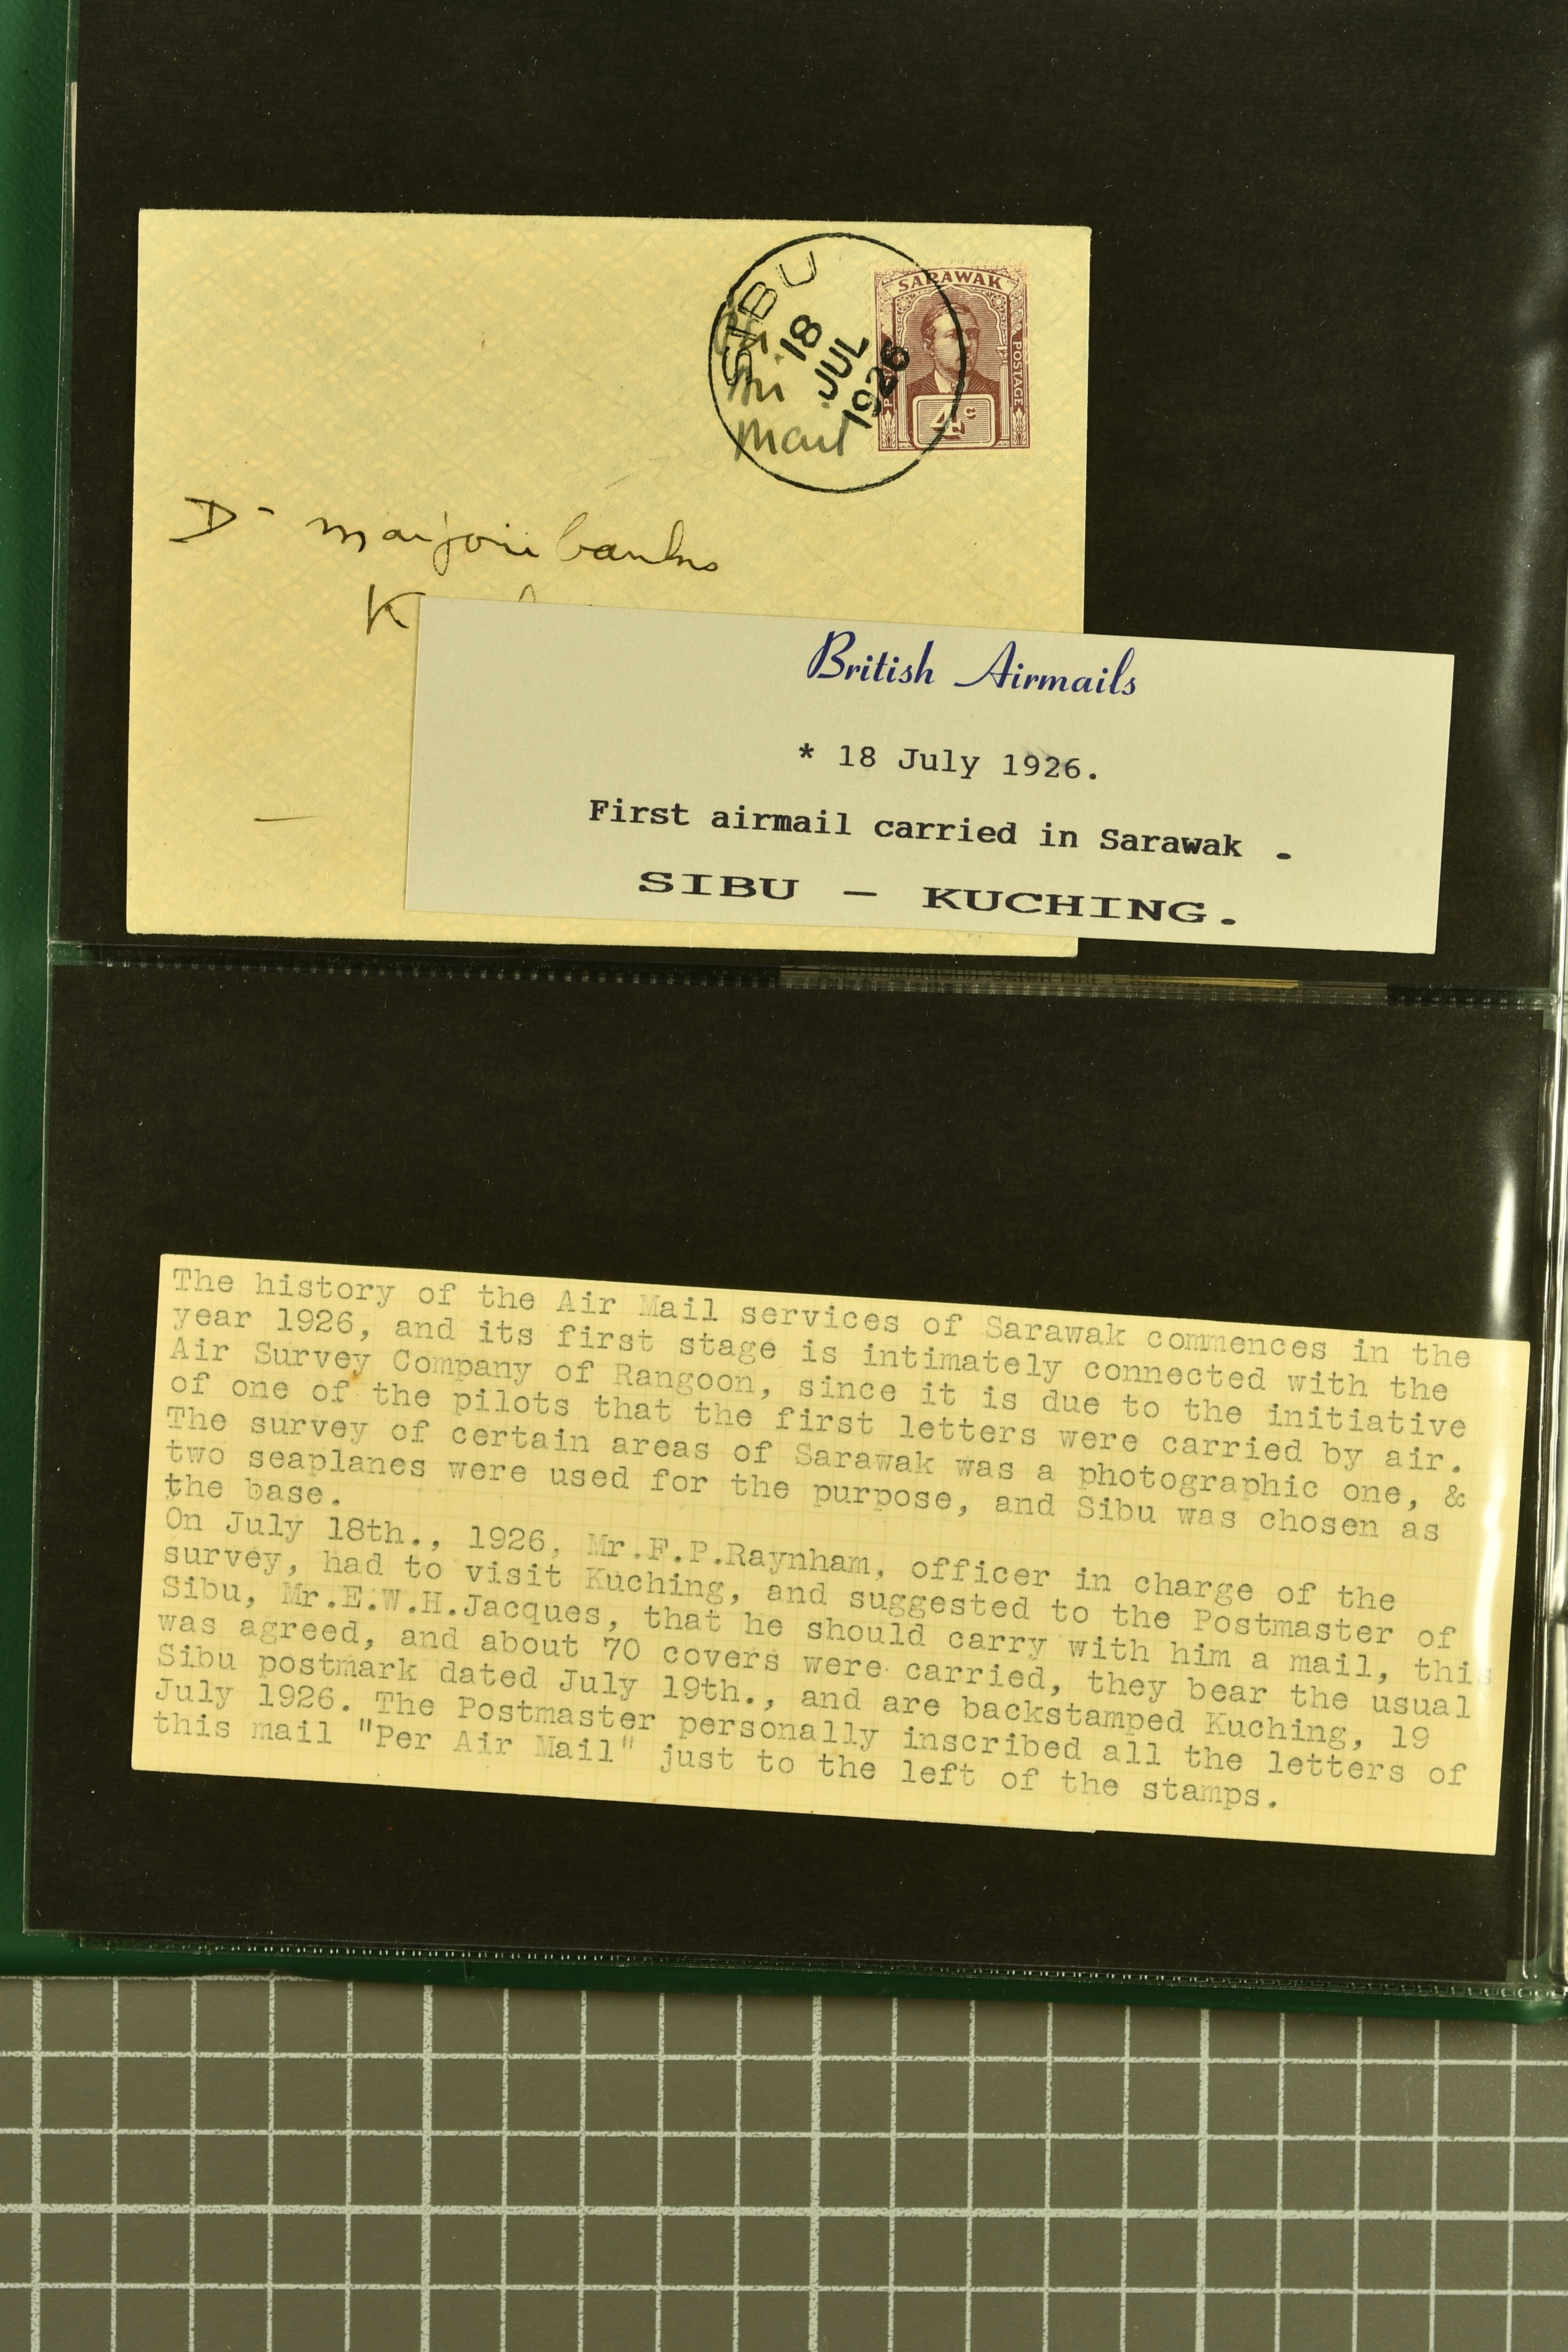 SIBU
18
JUL
1926
Air
Mail
SARAWAK
POSTAGE
4c
Dr Marjoribanks
K
British Airmails
* 18 July 1926.
First airmail carried in Sarawak .
SIBU - KUCHING.
The history of the Air Mail services of Sarawak commences in the
year 1926, and its first stage is intimately connected with the
Air Survey Company of Rangoon, since it is due to the initiative
of one of the pilots that the first letters were carried by air.
The survey of certain areas of Sarawak was a photographic one, &
two seaplanes were used for the purpose, and Sibu was chosen as
the base.
On July 18th., 1926, Mr.F.P.Raynham, officer in charge of the
survey, had to visit Kuching, and suggested to the Postmaster of
Sibu, Mr.E.W.H.Jacques, that he should carry with him a mail, this
was agreed, and about 70 covers were carried, they bear the usual
Sibu postmark dated July 19th., and are backstamped Kuching, 19
July 1926. The Postmaster personally inscribed all the letters of
this mail "Per Air Mail" just to the left of the stamps.